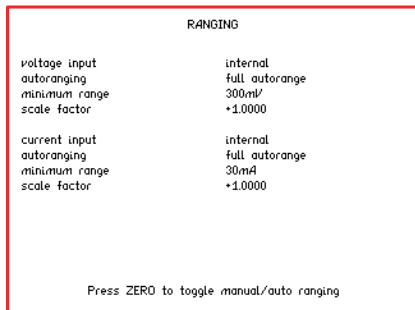 RANGING
voltage input internal
autoranging full autorange
minimum range 300mV
scale factor +1.0000
current input internal
autoranging full autorange
minimum range 30mA
scale factor +1.0000
Press ZERO to toggle manual/auto ranging